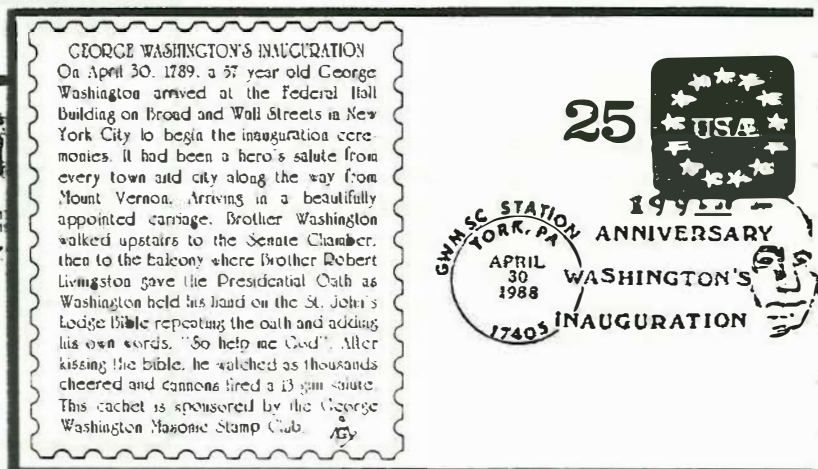 GEORGE WASHINGTON'S INAUGURATION
On April 30, 1789, a 57 year old George
Washington arrived at the Federal Hall
Building on Broad and Wall Streets in New
York City to begin the inauguration cere-
monies. It had been a hero's salute from
every town and city along the way from
Mount Vernon. Arriving in a beautifully
appointed carriage, Brother Washington
walked upstairs to the Senate Chamber,
then to the balcony where Brother Robert
Livingston gave the Presidential Oath as
Washington held his hand on the St. John's
Lodge Bible repeating the oath and adding
his own words, "So help me God". After
kissing the bible, he watched as thousands
cheered and cannons fired a 13 gun salute.
This cachet is sponsored by the George
Washington Masonic Stamp Club.
25 USA
GWMSC STATION
YORK, PA
APRIL
30
1988
17405
ANNIVERSARY
WASHINGTON'S
INAUGURATION